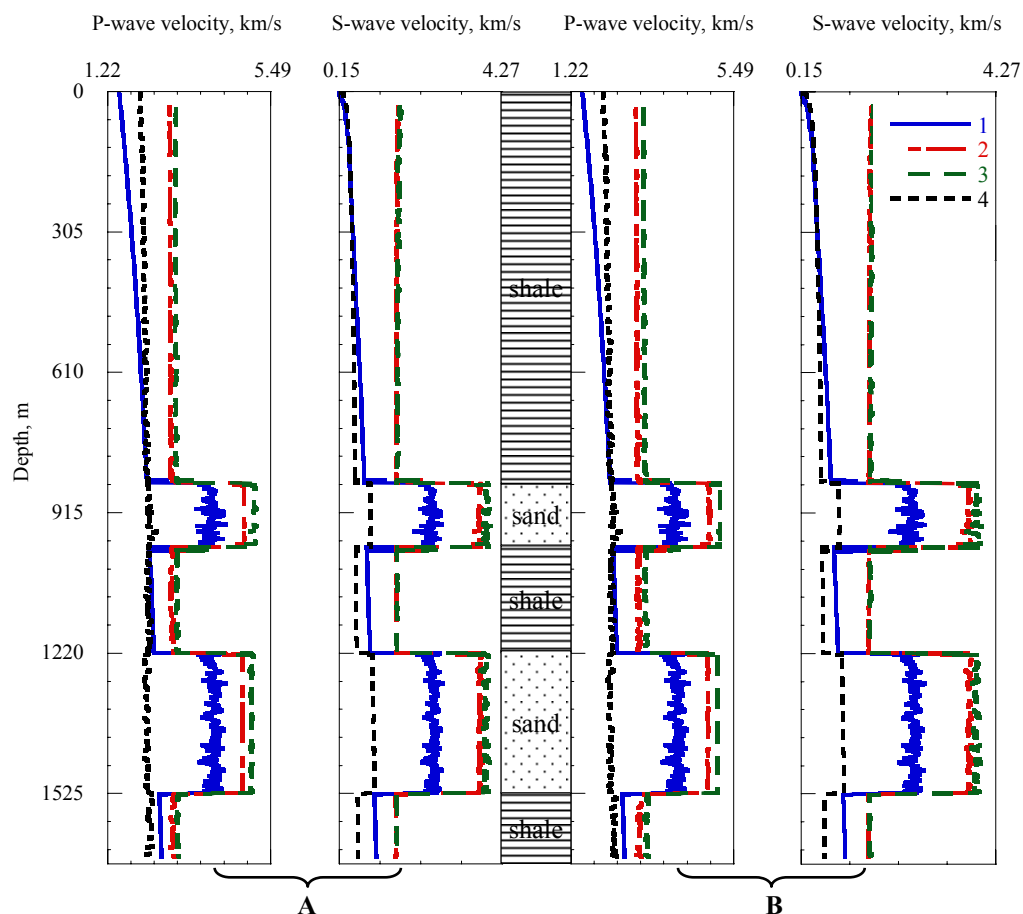 P-wave velocity, km/s S-wave velocity, km/s P-wave velocity, km/s S-wave velocity, km/s
1.22 5.49 0.15 4.27 1.22 5.49 0.15 4.27
0
1
2
3
4
305
shale
610
Depth, m
915
sand
shale
1220
sand
1525
shale
A B